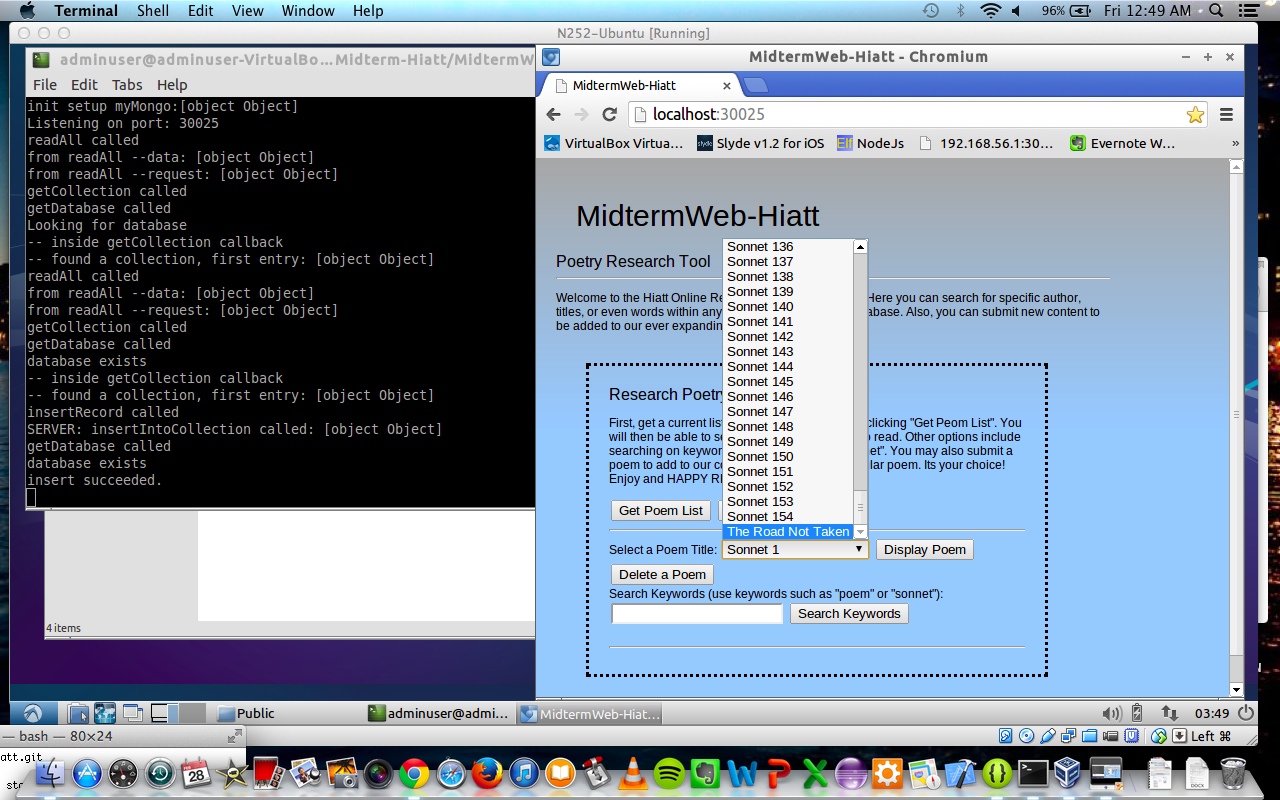 Terminal Shell Edit View Window Help 96% Fri 12:49 AM
N252-Ubuntu [Running]
adminuser@adminuser-VirtualBo...Midterm-Hiatt/MidtermW
File Edit Tabs Help
init setup myMongo:[object Object]
Listening on port: 30025
readAll called
from readAll --data: [object Object]
from readAll --request: [object Object]
getCollection called
getDatabase called
Looking for database
-- inside getCollection callback
-- found a collection, first entry: [object Object]
readAll called
from readAll --data: [object Object]
from readAll --request: [object Object]
getCollection called
getDatabase called
database exists
-- inside getCollection callback
-- found a collection, first entry: [object Object]
insertRecord called
SERVER: insertIntoCollection called: [object Object]
getDatabase called
database exists
insert succeeded.
4 items
MidtermWeb-Hiatt - Chromium
MidtermWeb-Hiatt
localhost:30025
VirtualBox Virtua... Slyde v1.2 for iOS NodeJs 192.168.56.1:30... Evernote W... »
MidtermWeb-Hiatt
Poetry Research Tool
Welcome to the Hiatt Online Re Here you can search for specific author,
titles, or even words within any abase. Also, you can submit new content to
be added to our ever expandin
Research Poetry
First, get a current list clicking "Get Peom List". You
will then be able to se o read. Other options include
searching on keywor et". You may also submit a
poem to add to our co lar poem. Its your choice!
Enjoy and HAPPY RE
Get Poem List
Sonnet 136
Sonnet 137
Sonnet 138
Sonnet 139
Sonnet 140
Sonnet 141
Sonnet 142
Sonnet 143
Sonnet 144
Sonnet 145
Sonnet 146
Sonnet 147
Sonnet 148
Sonnet 149
Sonnet 150
Sonnet 151
Sonnet 152
Sonnet 153
Sonnet 154
The Road Not Taken
Select a Poem Title: Sonnet 1 Display Poem
Delete a Poem
Search Keywords (use keywords such as "poem" or "sonnet"):
Search Keywords
Public adminuser@admi... MidtermWeb-Hiat... 03:49
Left ⌘
— bash — 80×24
att.git
str
28